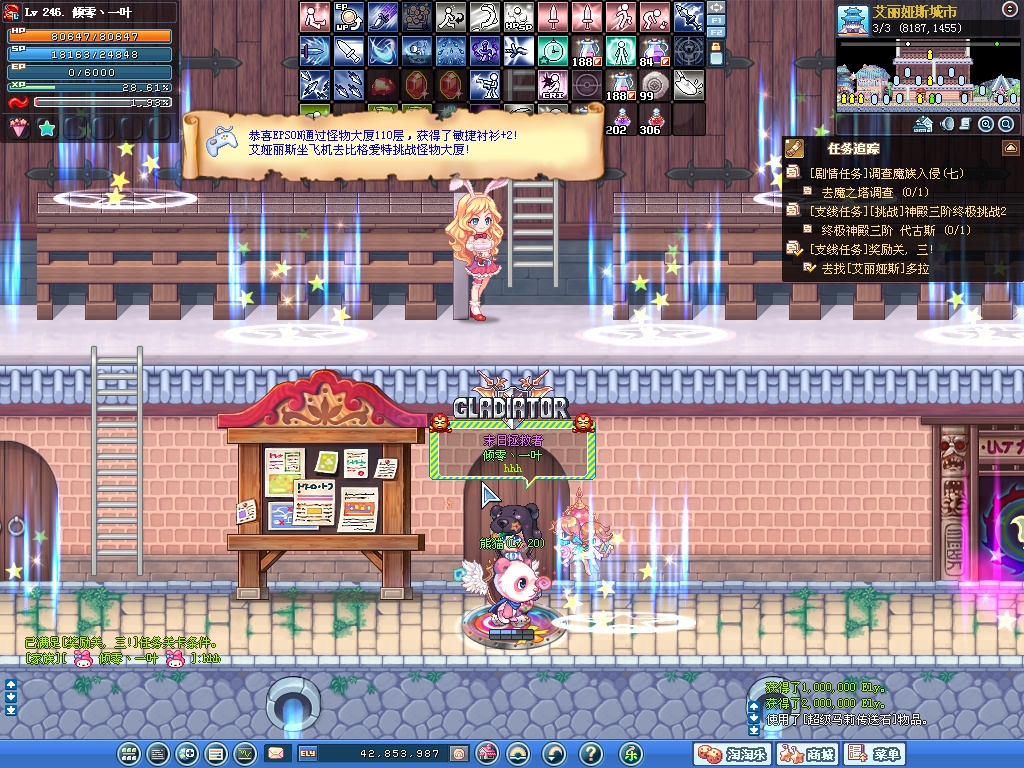 Lv 246. 倾零丶一叶
HP 80647/80647
SP 18163/24848
EP 0/6000
XP 28.61%
1.93%
EP UP
HPSP
188
84
CRI
188
99
202
306
F1
F2
艾丽娅斯城市
3/3 (8187,1455)
恭喜EPSON通过怪物大厦110层，获得了敏捷衬衫+2!
艾娅丽斯坐飞机去比格爱特挑战怪物大厦!
任务追踪
[剧情任务]调查魔族入侵(七)
去魔之塔调查 (0/1)
[支线任务][挑战]神殿三阶终极挑战2
终极神殿三阶 代古斯 (0/1)
[支线任务]奖励关, 三!
去找[艾丽娅斯]多拉
GLADIATOR
末日拯救者
倾零丶一叶
hhh
熊猫(Lv 20)
已满足[奖励关, 三!]任务关卡条件。
[家族][ 倾零丶一叶 ]:hhh
获得了1,000,000 Ely。
获得了2,000,000 Ely。
使用了[超级马莉传送石]物品。
ELY 42,853,987
乐
淘淘乐
商城
菜单